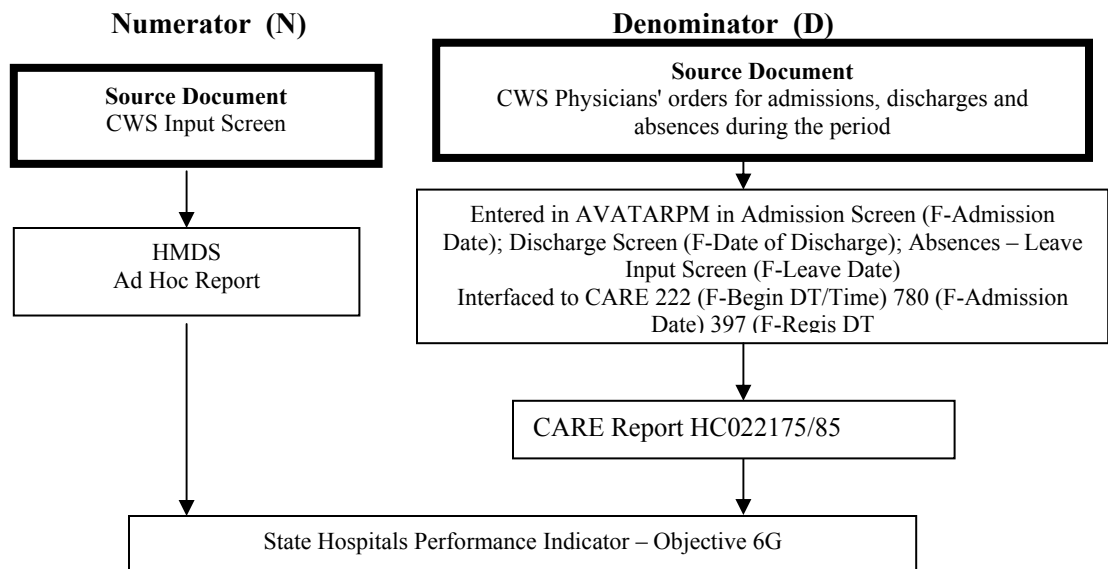 Numerator (N)
Denominator (D)
Source Document
CWS Input Screen
Source Document
CWS Physicians' orders for admissions, discharges and
absences during the period
HMDS
Ad Hoc Report
Entered in AVATARPM in Admission Screen (F-Admission
Date); Discharge Screen (F-Date of Discharge); Absences – Leave
Input Screen (F-Leave Date)
Interfaced to CARE 222 (F-Begin DT/Time) 780 (F-Admission
Date) 397 (F-Regis DT
CARE Report HC022175/85
State Hospitals Performance Indicator – Objective 6G